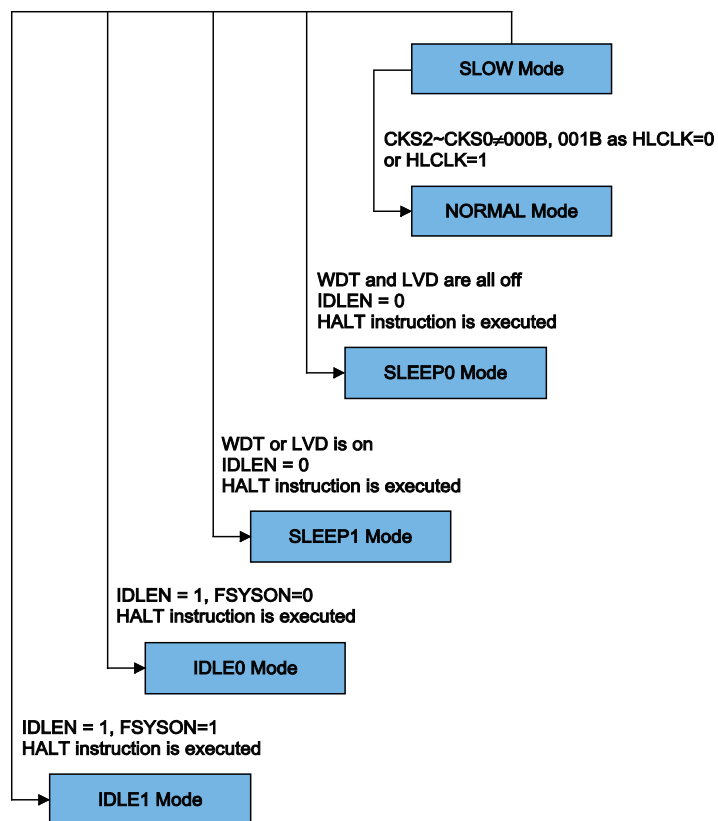 SLOW Mode
CKS2~CKS0≠000B, 001B as HLCLK=0
or HLCLK=1
NORMAL Mode
WDT and LVD are all off
IDLEN = 0
HALT instruction is executed
SLEEP0 Mode
WDT or LVD is on
IDLEN = 0
HALT instruction is executed
SLEEP1 Mode
IDLEN = 1, FSYSON=0
HALT instruction is executed
IDLE0 Mode
IDLEN = 1, FSYSON=1
HALT instruction is executed
IDLE1 Mode